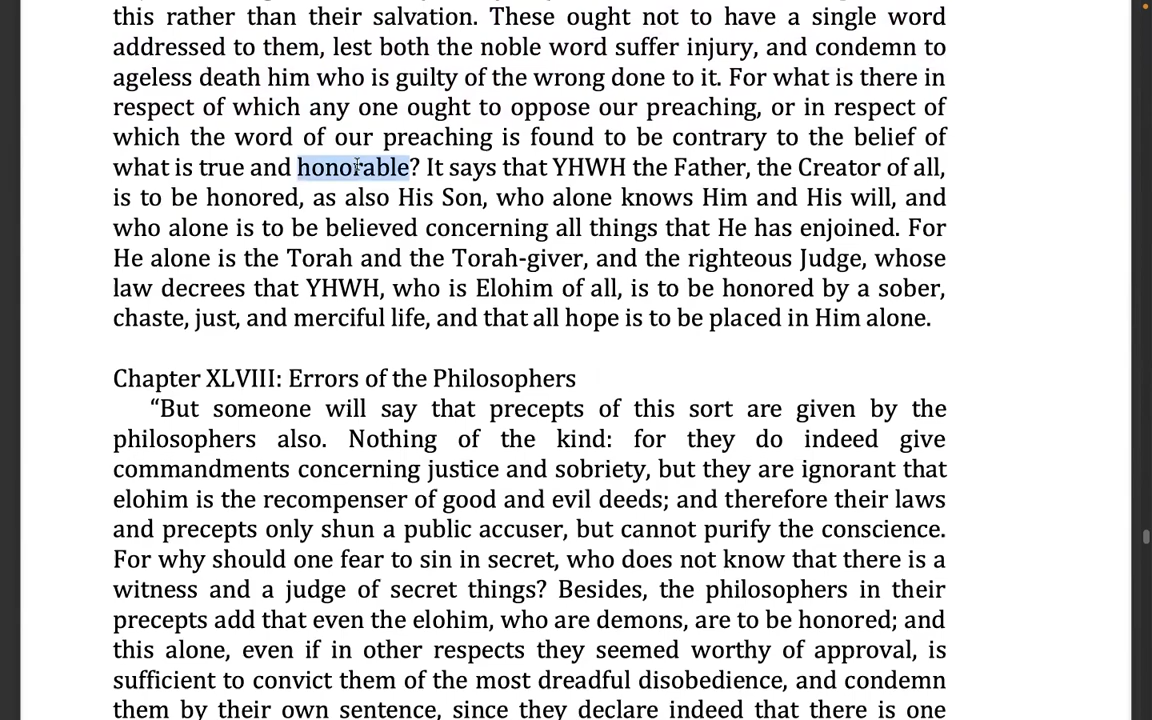 this rather than their salvation. These ought not to have a single word
addressed to them, lest both the noble word suffer injury, and condemn to
ageless death him who is guilty of the wrong done to it. For what is there in
respect of which any one ought to oppose our preaching, or in respect of
which the word of our preaching is found to be contrary to the belief of
what is true and honorable? It says that YHWH the Father, the Creator of all,
is to be honored, as also His Son, who alone knows Him and His will, and
who alone is to be believed concerning all things that He has enjoined. For
He alone is the Torah and the Torah-giver, and the righteous Judge, whose
law decrees that YHWH, who is Elohim of all, is to be honored by a sober,
chaste, just, and merciful life, and that all hope is to be placed in Him alone.
Chapter XLVIII: Errors of the Philosophers
“But someone will say that precepts of this sort are given by the
philosophers also. Nothing of the kind: for they do indeed give
commandments concerning justice and sobriety, but they are ignorant that
elohim is the recompenser of good and evil deeds; and therefore their laws
and precepts only shun a public accuser, but cannot purify the conscience.
For why should one fear to sin in secret, who does not know that there is a
witness and a judge of secret things? Besides, the philosophers in their
precepts add that even the elohim, who are demons, are to be honored; and
this alone, even if in other respects they seemed worthy of approval, is
sufficient to convict them of the most dreadful disobedience, and condemn
them by their own sentence, since they declare indeed that there is one